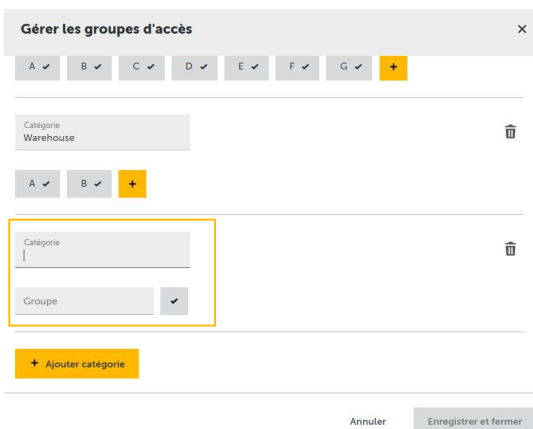 Gérer les groupes d'accès
A B C D E F G +
Catégorie
Warehouse
A B +
Catégorie
Groupe
+ Ajouter catégorie
Annuler Enregistrer et fermer